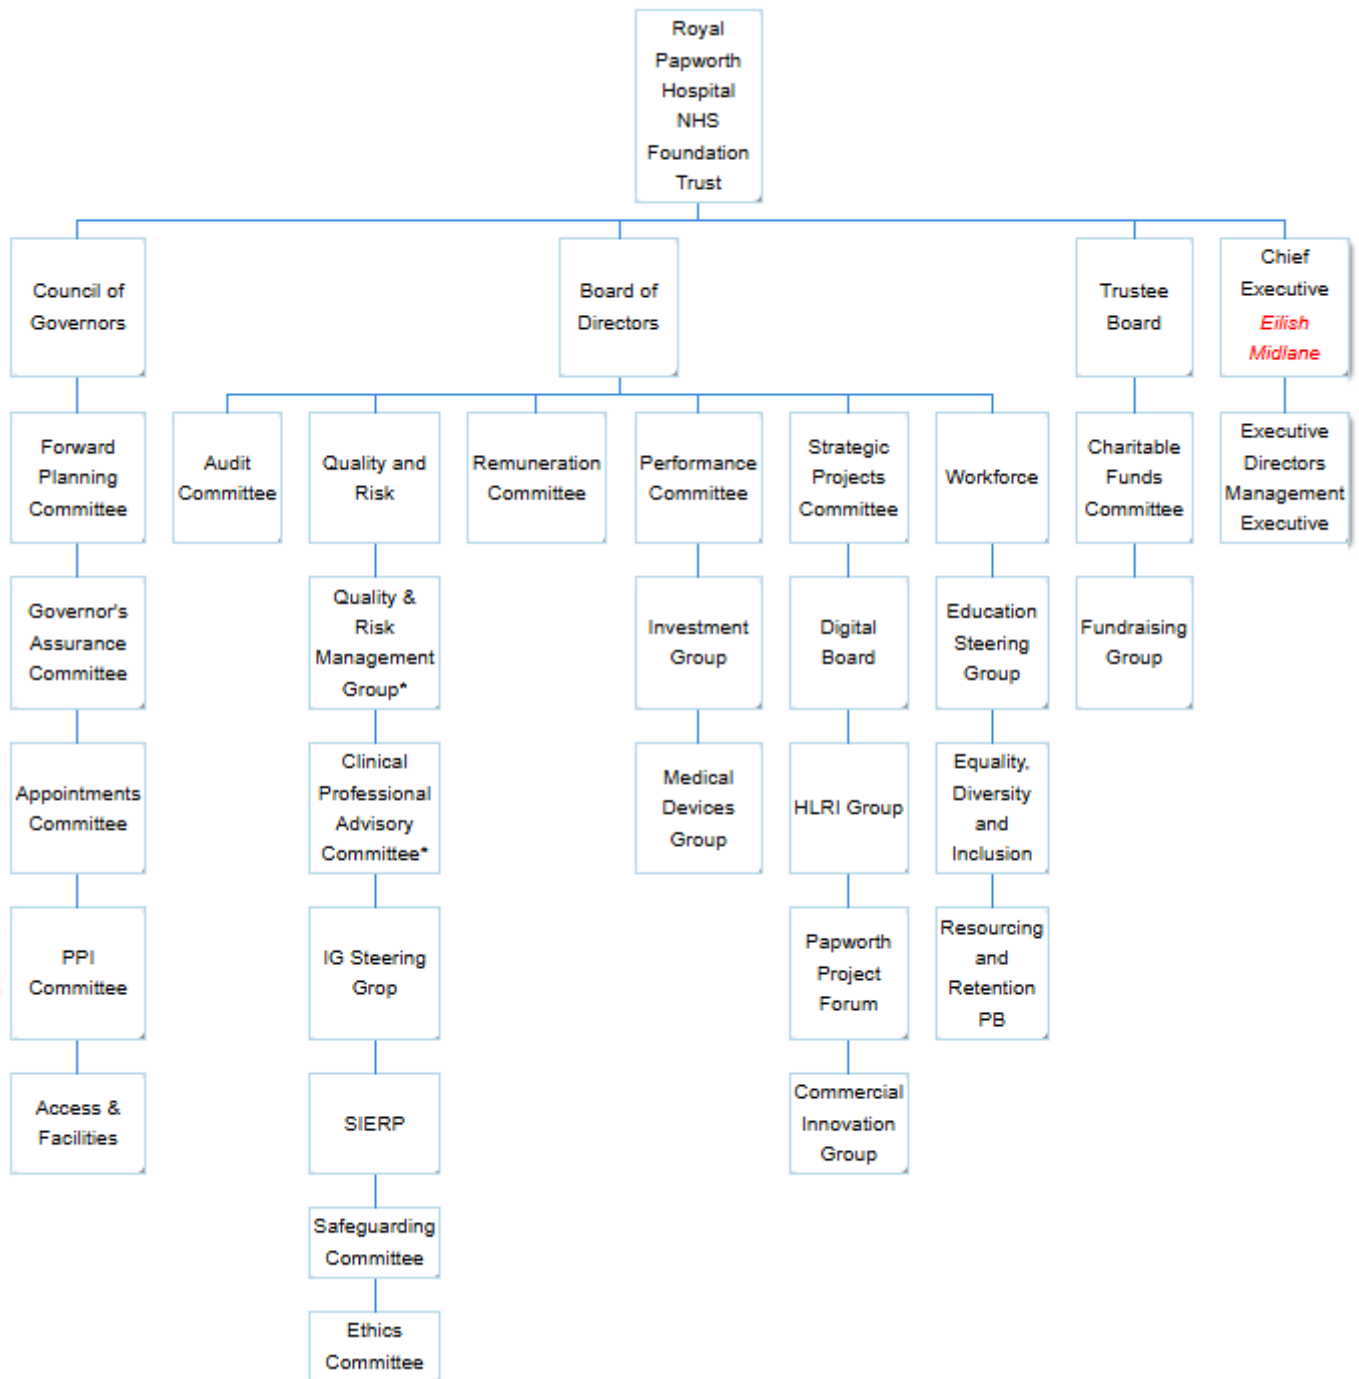 Royal
Papworth
Hospital
NHS
Foundation
Trust
Council of
Governors
Board of
Directors
Trustee
Board
Chief
Executive
Eilish
Midlane
Forward
Planning
Committee
Audit
Committee
Quality and
Risk
Remuneration
Committee
Performance
Committee
Strategic
Projects
Committee
Workforce
Charitable
Funds
Committee
Executive
Directors
Management
Executive
Governor's
Assurance
Committee
Quality &
Risk
Management
Group*
Investment
Group
Digital
Board
Education
Steering
Group
Fundraising
Group
Appointments
Committee
Clinical
Professional
Advisory
Committee*
Medical
Devices
Group
HLRI Group
Equality,
Diversity
and
Inclusion
PPI
Committee
IG Steering
Grop
Papworth
Project
Forum
Resourcing
and
Retention
PB
Access &
Facilities
SIERP
Commercial
Innovation
Group
Safeguarding
Committee
Ethics
Committee